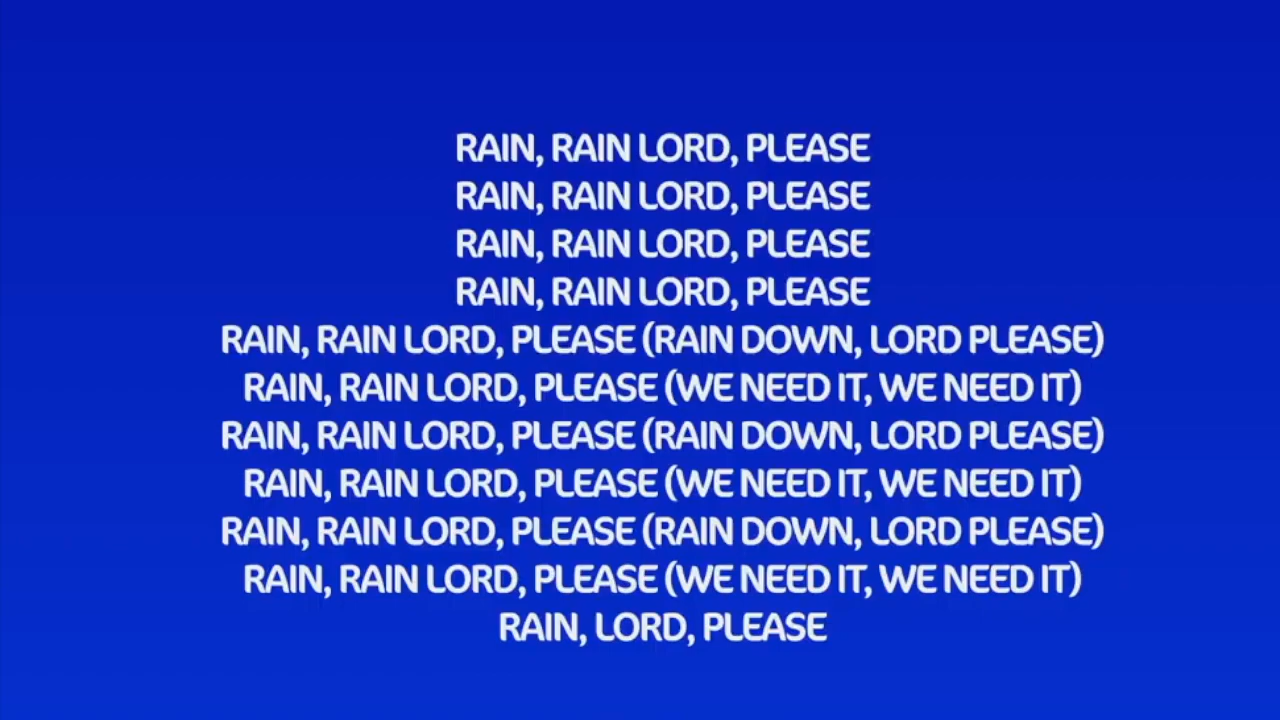 RAIN, RAIN LORD, PLEASE
RAIN, RAIN LORD, PLEASE
RAIN, RAIN LORD, PLEASE
RAIN, RAIN LORD, PLEASE
RAIN, RAIN LORD, PLEASE (RAIN DOWN, LORD PLEASE)
RAIN, RAIN LORD, PLEASE (WE NEED IT, WE NEED IT)
RAIN, RAIN LORD, PLEASE (RAIN DOWN, LORD PLEASE)
RAIN, RAIN LORD, PLEASE (WE NEED IT, WE NEED IT)
RAIN, RAIN LORD, PLEASE (RAIN DOWN, LORD PLEASE)
RAIN, RAIN LORD, PLEASE (WE NEED IT, WE NEED IT)
RAIN, LORD, PLEASE